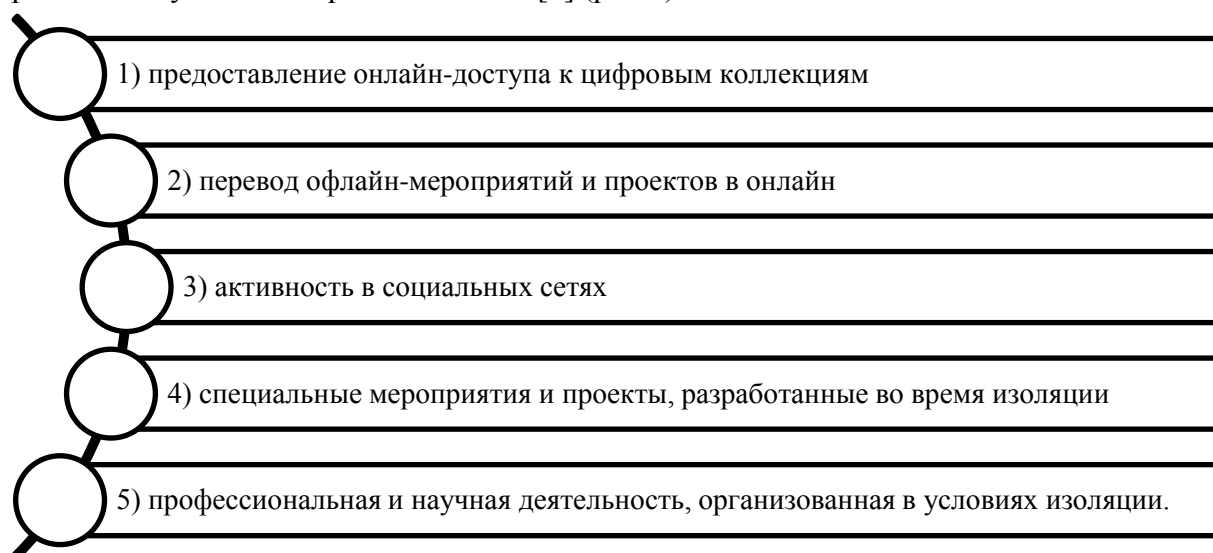 1) предоставление онлайн-доступа к цифровым коллекциям
2) перевод офлайн-мероприятий и проектов в онлайн
3) активность в социальных сетях
4) специальные мероприятия и проекты, разработанные во время изоляции
5) профессиональная и научная деятельность, организованная в условиях изоляции.